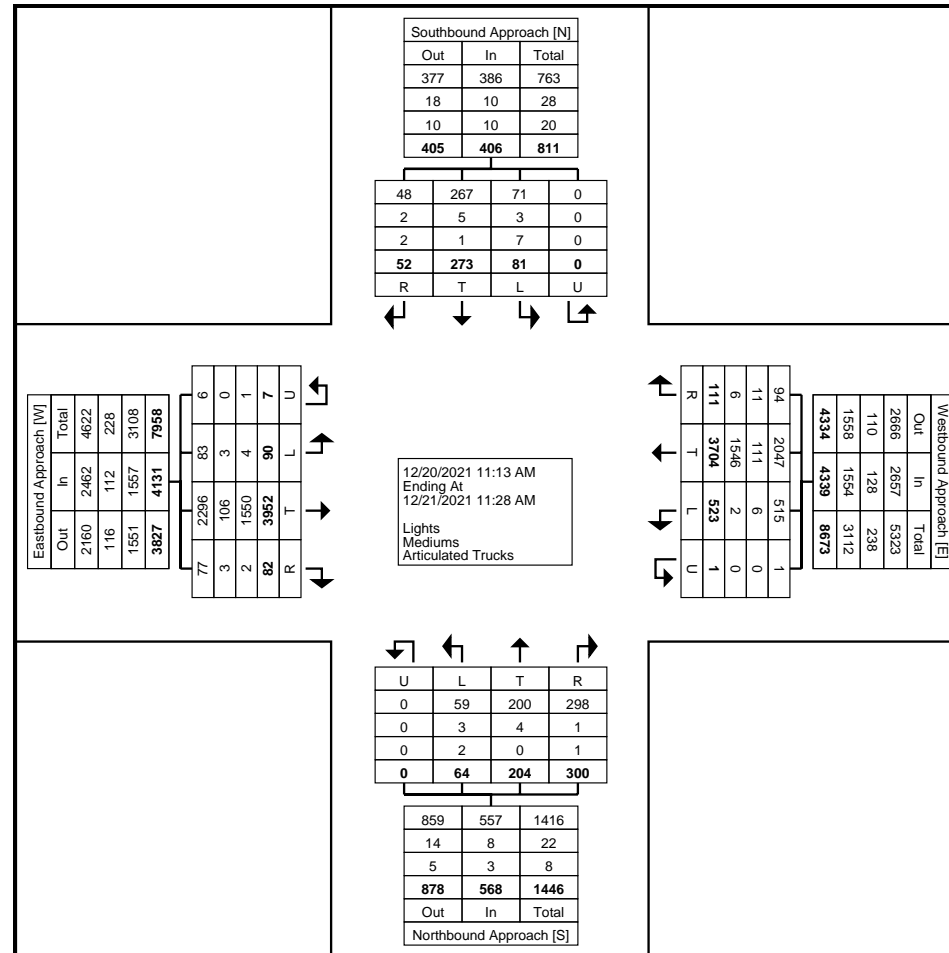 Southbound Approach [N]
Out In Total
377 386 763
18 10 28
10 10 20
405 406 811
48 267 71 0
2 5 3 0
2 1 7 0
52 273 81 0
R T L U
Eastbound Approach [W]
Total In Out
4622 2462 2160
228 112 116
3108 1557 1551
7958 4131 3827
6 83 2296 77
0 3 106 3
1 4 1550 2
7 90 3952 82
U L T R
12/20/2021 11:13 AM
Ending At
12/21/2021 11:28 AM
Lights
Mediums
Articulated Trucks
R T L U
111 3704 523 1
6 1546 2 0
11 111 6 0
94 2047 515 1
Westbound Approach [E]
Out In Total
2666 2657 5323
110 128 238
1558 1554 3112
4334 4339 8673
U L T R
0 59 200 298
0 3 4 1
0 2 0 1
0 64 204 300
859 557 1416
14 8 22
5 3 8
878 568 1446
Out In Total
Northbound Approach [S]